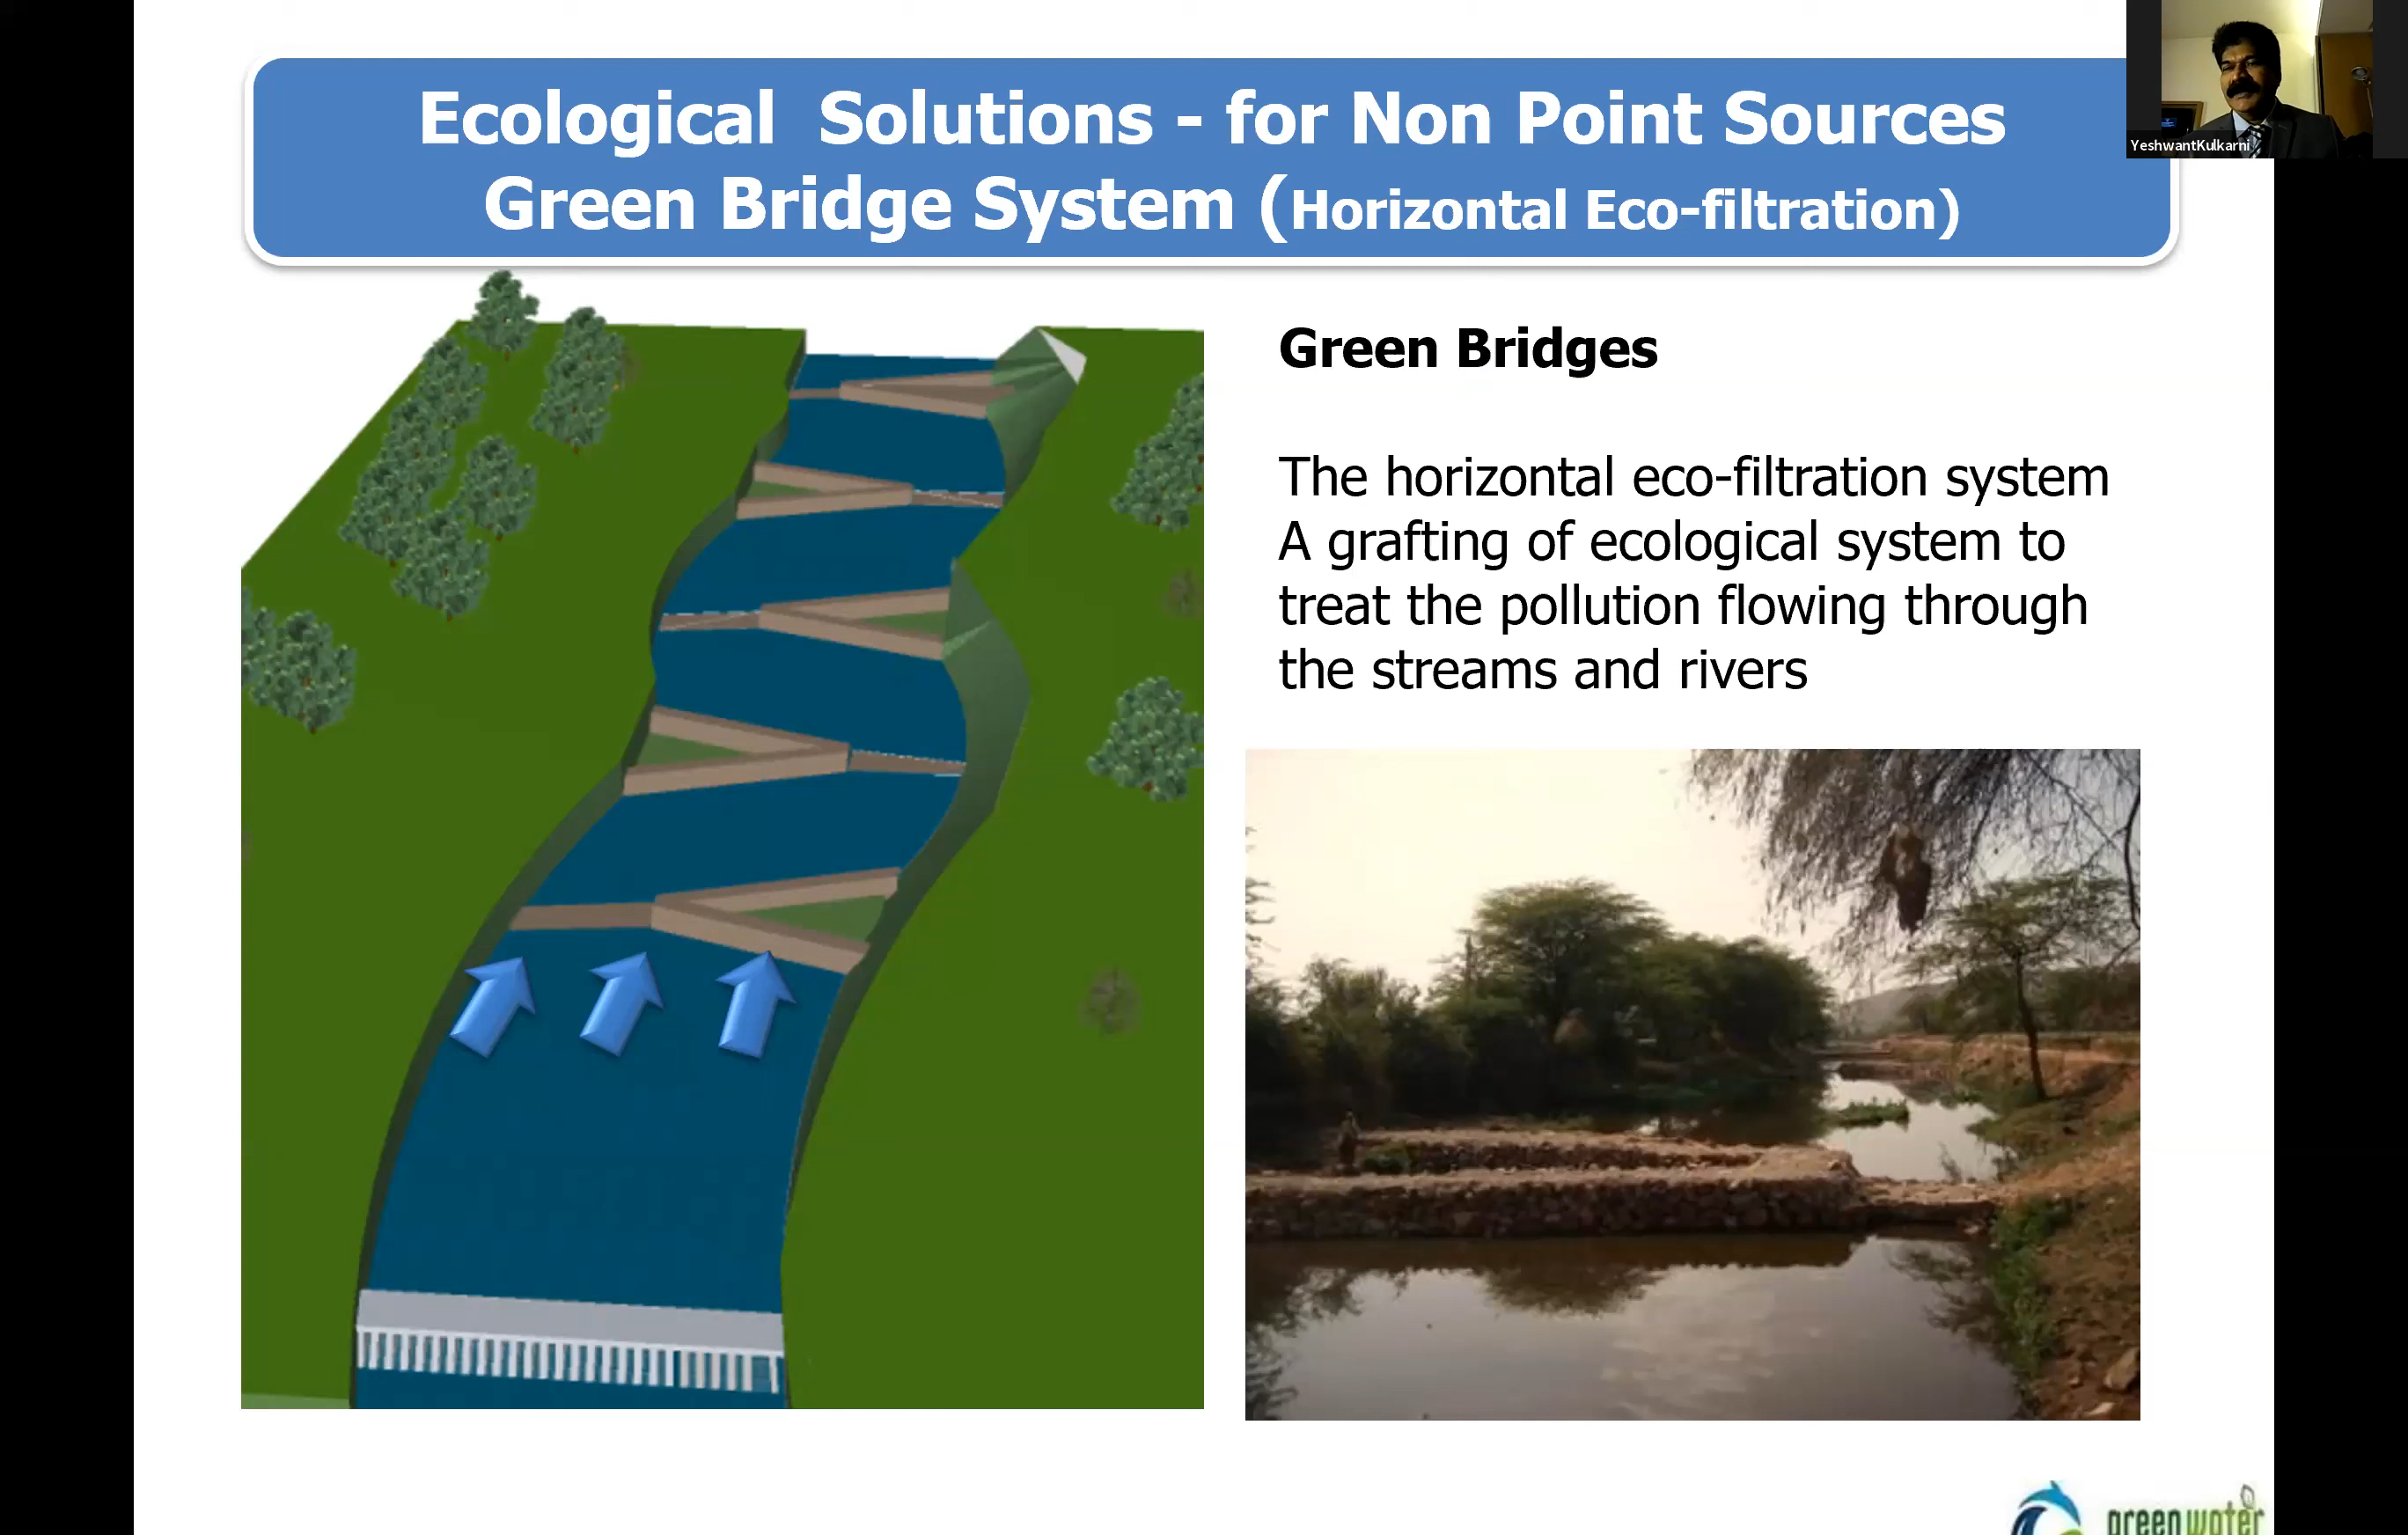 Ecological  Solutions - for Non Point Sources
Green Bridge System (Horizontal Eco-filtration)
YeshwantKulkarni
Green Bridges
The horizontal eco-filtration system
A grafting of ecological system to
treat the pollution flowing through
the streams and rivers
greenwater